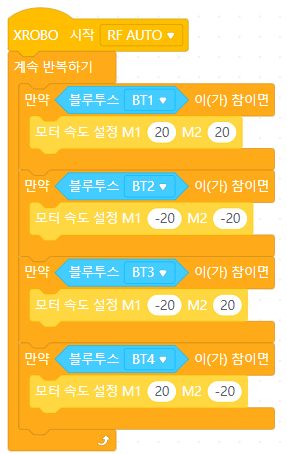 XROBO 시작 RF AUTO
계속 반복하기
만약 블루투스 BT1 이(가) 참이면
모터 속도 설정 M1 20 M2 20
만약 블루투스 BT2 이(가) 참이면
모터 속도 설정 M1 -20 M2 -20
만약 블루투스 BT3 이(가) 참이면
모터 속도 설정 M1 -20 M2 20
만약 블루투스 BT4 이(가) 참이면
모터 속도 설정 M1 20 M2 -20